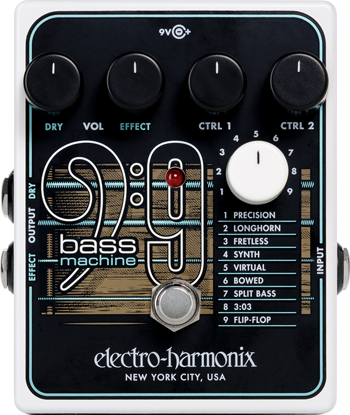 9V
DRY VOL EFFECT CTRL 1 CTRL 2
1 2 3 4 5 6 7 8 9
EFFECT OUTPUT DRY
INPUT
9:9
bass
machine
1 PRECISION
2 LONGHORN
3 FRETLESS
4 SYNTH
5 VIRTUAL
6 BOWED
7 SPLIT BASS
8 3:03
9 FLIP-FLOP
electro-harmonix
NEW YORK CITY, USA